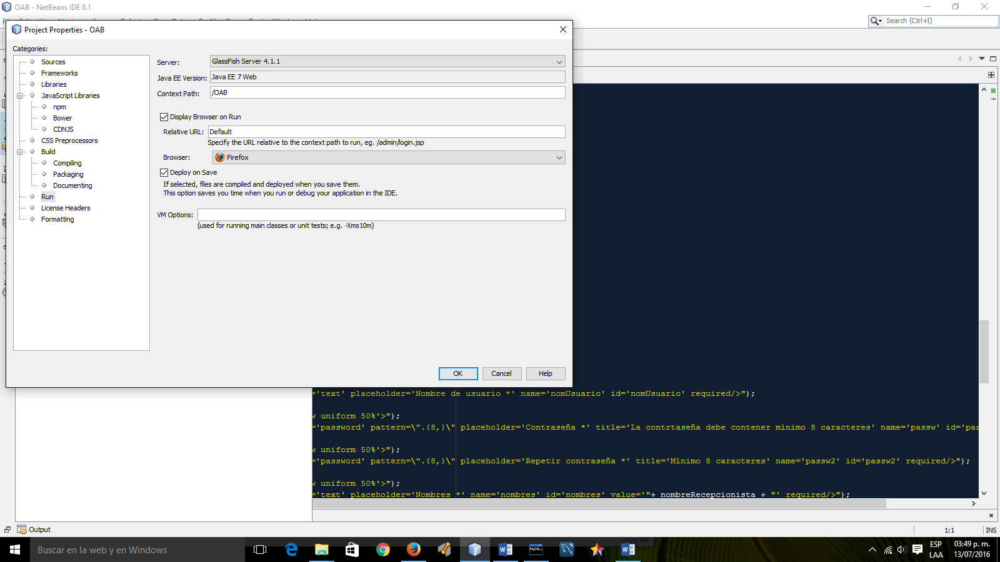 OAB - NetBeans IDE 8.1
Search (Ctrl+I)
Project Properties - OAB
Categories:
Sources
Frameworks
Libraries
JavaScript Libraries
npm
Bower
CDNJS
CSS Preprocessors
Build
Compiling
Packaging
Documenting
Run
License Headers
Formatting
Server: GlassFish Server 4.1.1
Java EE Version: Java EE 7 Web
Context Path: /OAB
Display Browser on Run
Relative URL: Default
Specify the URL relative to the context path to run, eg. /admin/login.jsp
Browser: Firefox
Deploy on Save
If selected, files are compiled and deployed when you save them.
This option saves you time when you run or debug your application in the IDE.
VM Options:
(used for running main classes or unit tests; e.g. -Xms10m)
OK Cancel Help
='text' placeholder='Nombre de usuario *' name='nomUsuario' id='nomUsuario' required/>");
w uniform 50%'>");
='password' pattern=\".{8,}\" placeholder='Contraseña *' title='La contrtaseña debe contener mínimo 8 caracteres' name='passw' id='pas
w uniform 50%'>");
='password' pattern=\".{8,}\" placeholder='Repetir contraseña *' title='Mínimo 8 caracteres' name='passw2' id='passw2' required/>");
w uniform 50%'>");
='text' placeholder='Nombres *' name='nombres' id='nombres' value='"+ nombreRecepcionista + "' required/>");
Output
1:1 INS
Buscar en la web y en Windows
MySQL
ESP
LAA
03:49 p. m.
13/07/2016